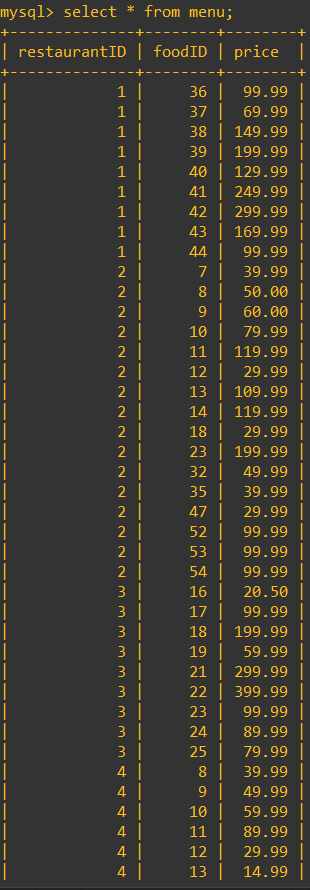 mysql> select * from menu;
+--------------+--------+--------+
| restaurantID | foodID | price  |
+--------------+--------+--------+
|            1 |     36 |  99.99 |
|            1 |     37 |  69.99 |
|            1 |     38 | 149.99 |
|            1 |     39 | 199.99 |
|            1 |     40 | 129.99 |
|            1 |     41 | 249.99 |
|            1 |     42 | 299.99 |
|            1 |     43 | 169.99 |
|            1 |     44 |  99.99 |
|            2 |      7 |  39.99 |
|            2 |      8 |  50.00 |
|            2 |      9 |  60.00 |
|            2 |     10 |  79.99 |
|            2 |     11 | 119.99 |
|            2 |     12 |  29.99 |
|            2 |     13 | 109.99 |
|            2 |     14 | 119.99 |
|            2 |     18 |  29.99 |
|            2 |     23 | 199.99 |
|            2 |     32 |  49.99 |
|            2 |     35 |  39.99 |
|            2 |     47 |  29.99 |
|            2 |     52 |  99.99 |
|            2 |     53 |  99.99 |
|            2 |     54 |  99.99 |
|            3 |     16 |  20.50 |
|            3 |     17 |  99.99 |
|            3 |     18 | 199.99 |
|            3 |     19 |  59.99 |
|            3 |     21 | 299.99 |
|            3 |     22 | 399.99 |
|            3 |     23 |  99.99 |
|            3 |     24 |  89.99 |
|            3 |     25 |  79.99 |
|            4 |      8 |  39.99 |
|            4 |      9 |  49.99 |
|            4 |     10 |  59.99 |
|            4 |     11 |  89.99 |
|            4 |     12 |  29.99 |
|            4 |     13 |  14.99 |